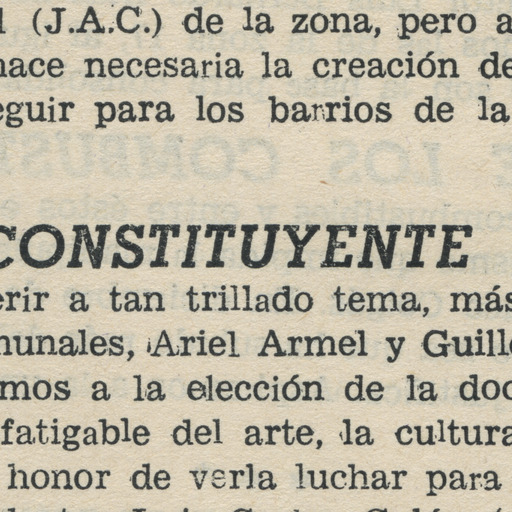 (J.A.C.) de la zona, pero a
hace necesaria la creación de
eguir para los barrios de la
CONSTITUYENTE
erir a tan trillado tema, más
munales, Ariel Armel y Guill
mos a la elección de la doc
fatigable del arte, la cultura
honor de verla luchar para